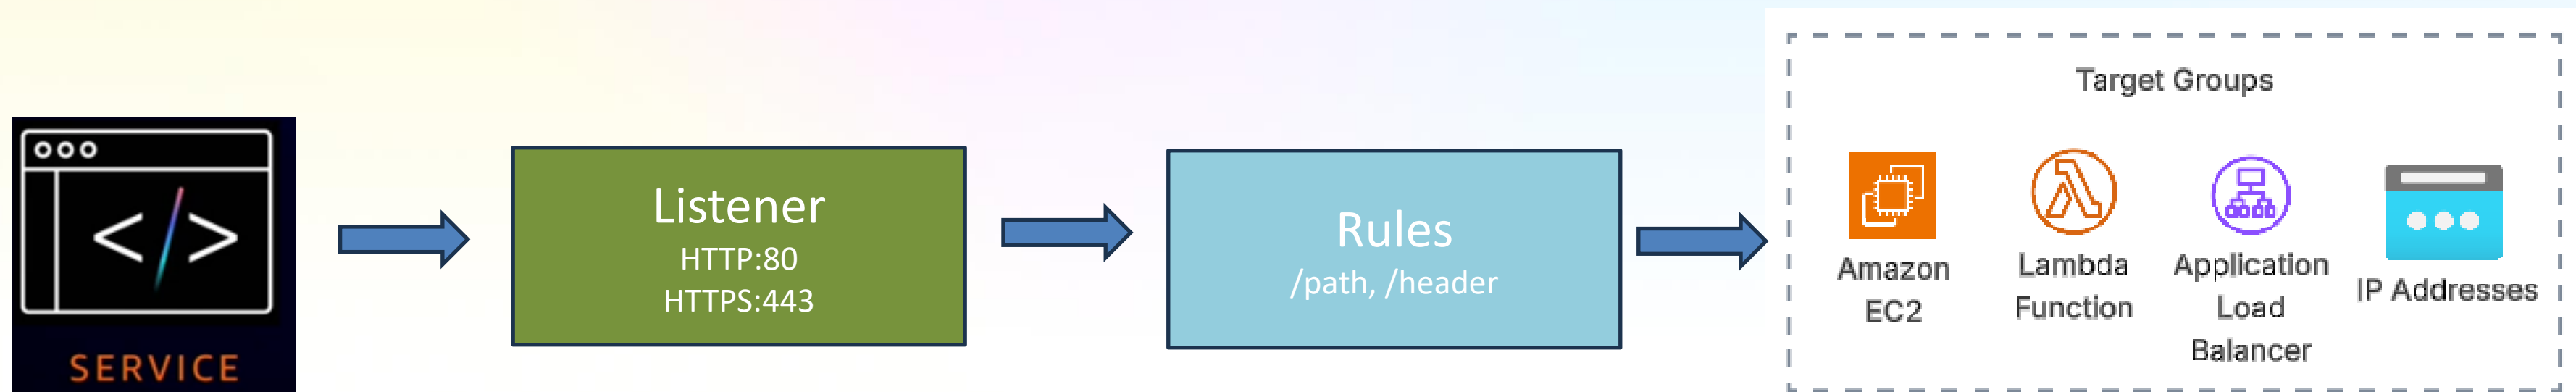 SERVICE
Listener
HTTP:80
HTTPS:443
Rules
/path, /header
Target Groups
Amazon
EC2
Lambda
Function
Application
Load
Balancer
IP Addresses